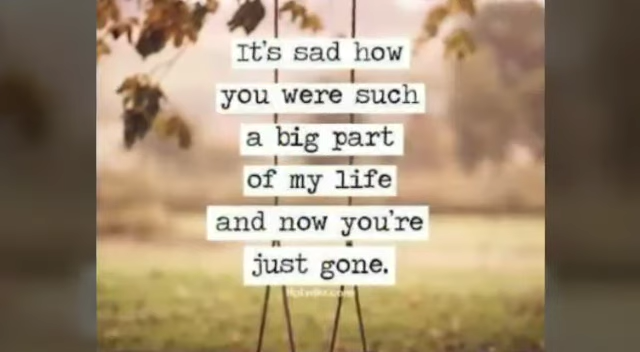 It's sad how
you were such
a big part
of my life
and now you're
just gone.